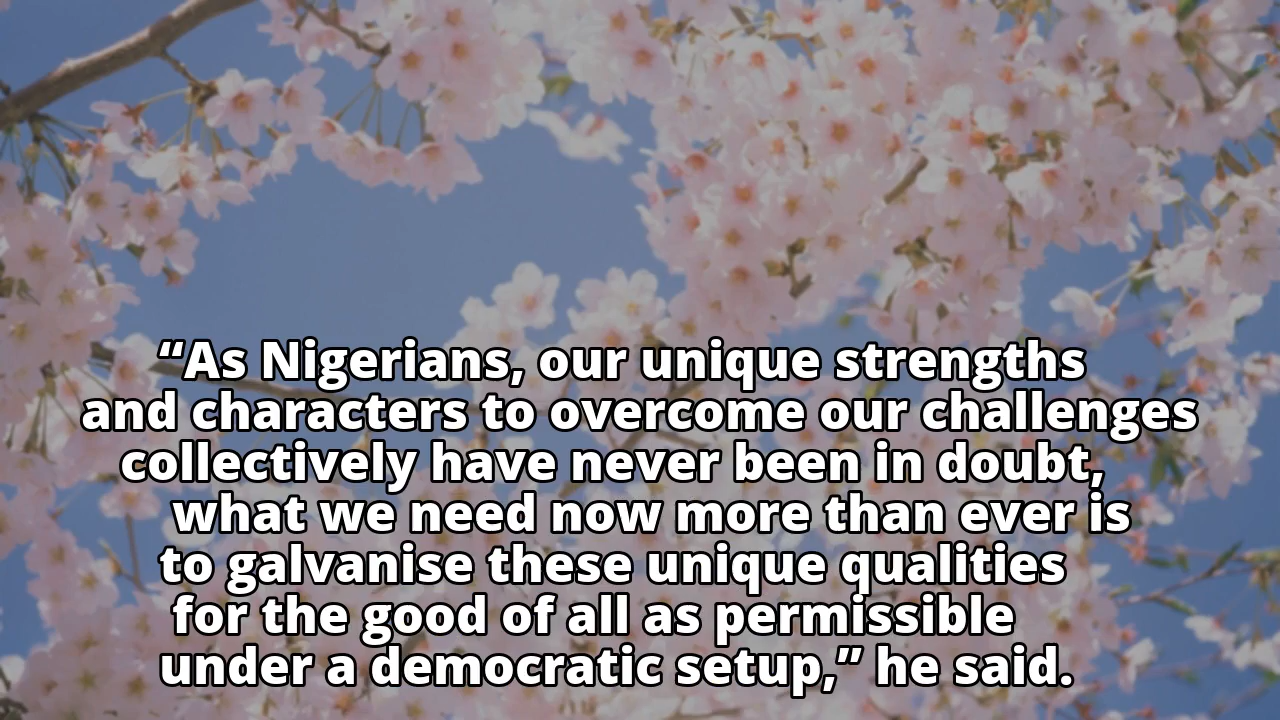 “As Nigerians, our unique strengths
and characters to overcome our challenges
collectively have never been in doubt,
what we need now more than ever is
to galvanise these unique qualities
for the good of all as permissible
under a democratic setup,” he said.